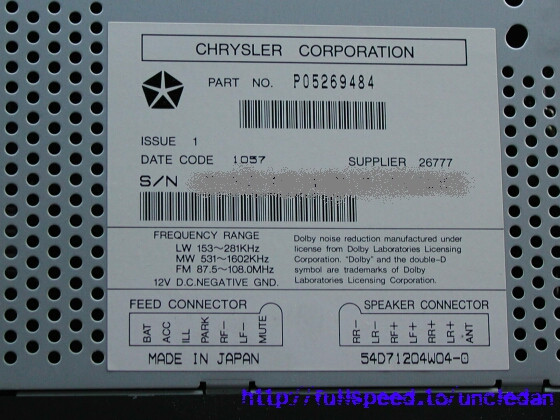 CHRYSLER CORPORATION
PART NO. P05269484
ISSUE 1
DATE CODE 1057 SUPPLIER 26777
S/N
FREQUENCY RANGE
LW 153~281KHz
MW 531~1602KHz
FM 87.5~108.0MHz
12V D.C.NEGATIVE GND.
Dolby noise reduction manufactured under
license from Dolby Laboratories Licensing
Corporation. "Dolby" and the double-D
symbol are trademarks of Dolby
Laboratories Licensing Corporation.
FEED CONNECTOR
BAT ACC ILL PARK RF- LF- MUTE
MADE IN JAPAN
SPEAKER CONNECTOR
RR- LR- RF+ LF+ RR+ LR+ ANT
54D71204W04-0
http://fullspeed.to/uncledan